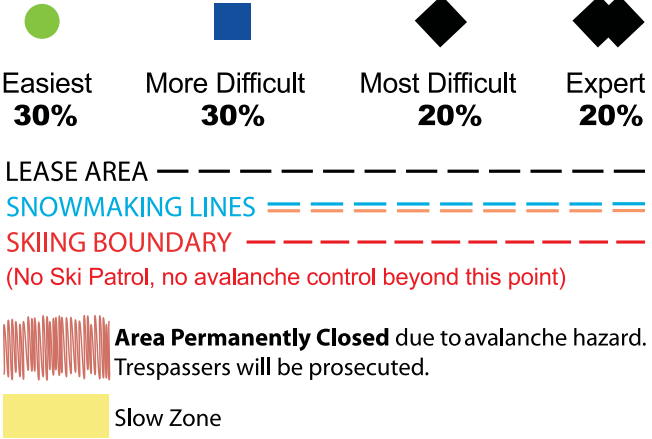 Easiest More Difficult Most Difficult Expert
30% 30% 20% 20%
LEASE AREA
SNOWMAKING LINES
SKIING BOUNDARY
(No Ski Patrol, no avalanche control beyond this point)
Area Permanently Closed due to avalanche hazard.
Trespassers will be prosecuted.
Slow Zone